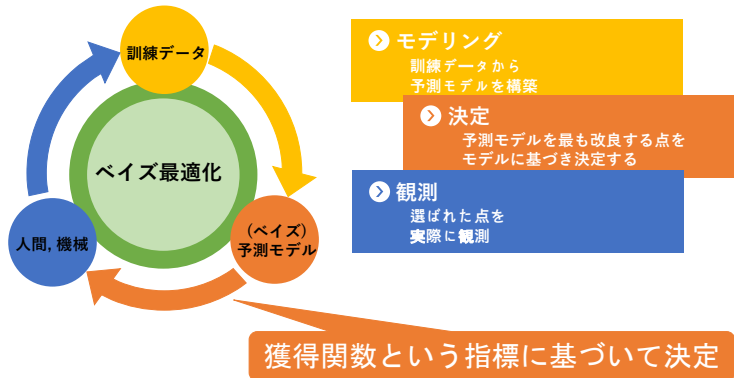 訓練データ
ベイズ最適化
人間, 機械
(ベイズ)
予測モデル
モデリング
訓練データから
予測モデルを構築
決定
予測モデルを最も改良する点を
モデルに基づき決定する
観測
選ばれた点を
実際に観測
獲得関数という指標に基づいて決定